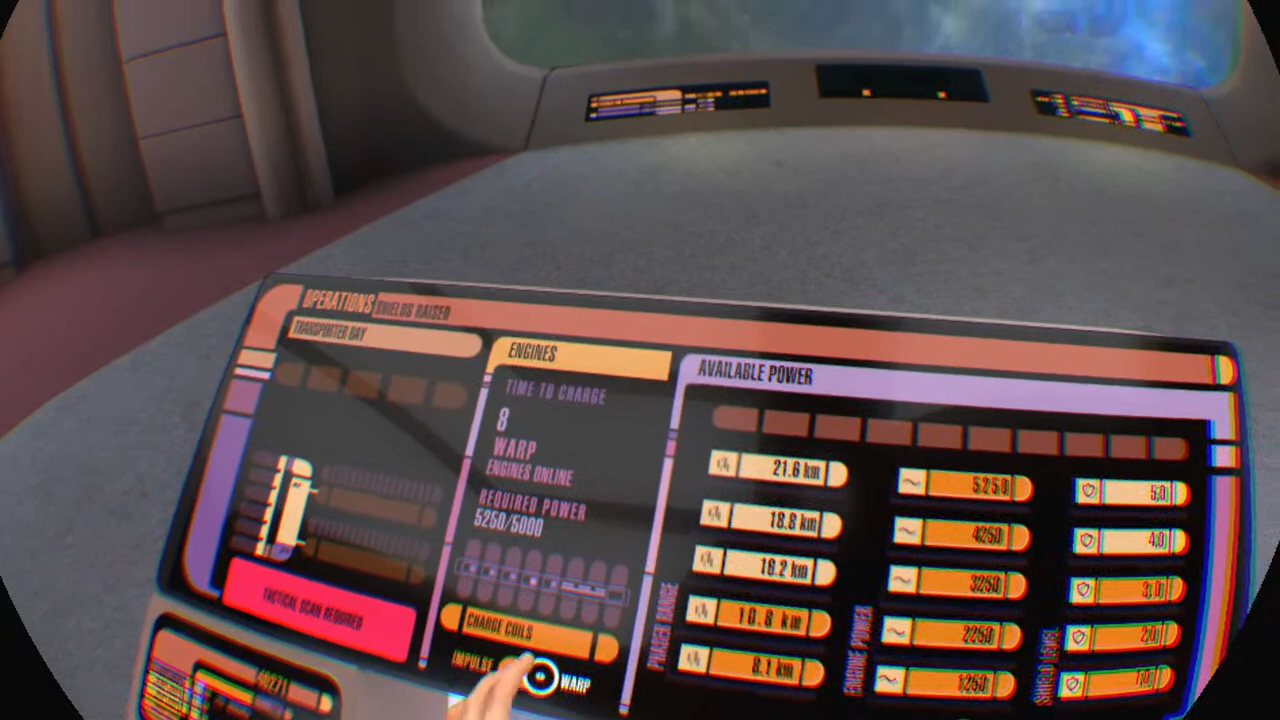 OPERATIONS SHIELDS RAISED
TRANSPORTER BAY
ENGINES
AVAILABLE POWER
TIME TO CHARGE
8
WARP
ENGINES ONLINE
REQUIRED POWER
5250/5000
TACTICAL SCAN REQUIRED
CHARGE COILS
IMPULSE
WARP
PHASER RANGE
21.6 km
18.8 km
16.2 km
10.8 km
8.1 km
ENGINE POWER
5250
4250
3250
2250
1250
SHIELD LEVEL
5.0
4.0
3.0
2.0
1.0